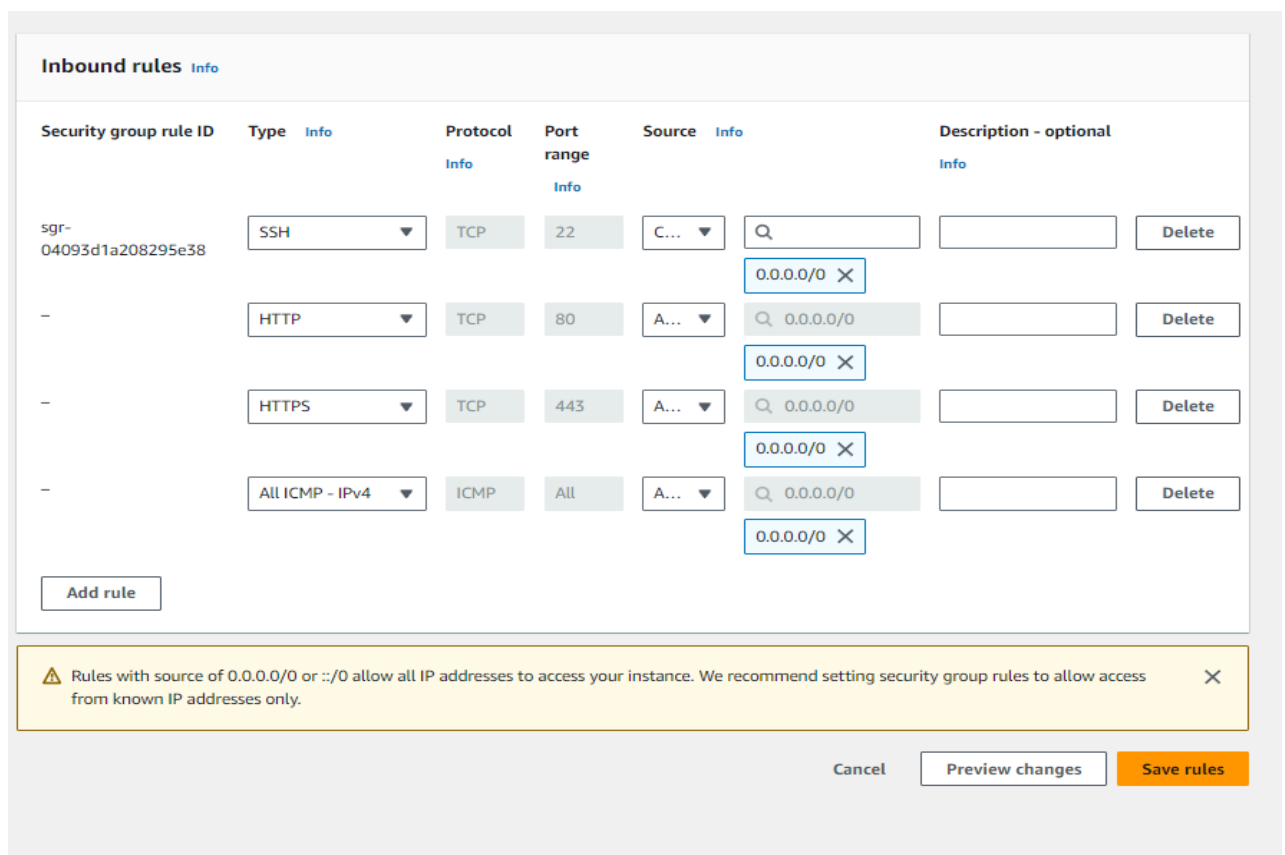 Inbound rules Info
Security group rule ID Type Info Protocol Port Source Info Description - optional
Info range Info
Info
sgr- SSH TCP 22 C...
04093d1a208295e38
0.0.0.0/0
– HTTP TCP 80 A... 0.0.0.0/0 Delete
0.0.0.0/0
– HTTPS TCP 443 A... 0.0.0.0/0 Delete
0.0.0.0/0
– All ICMP - IPv4 ICMP All A... 0.0.0.0/0 Delete
0.0.0.0/0
Add rule
Rules with source of 0.0.0.0/0 or ::/0 allow all IP addresses to access your instance. We recommend setting security group rules to allow access
from known IP addresses only.
Cancel Preview changes Save rules